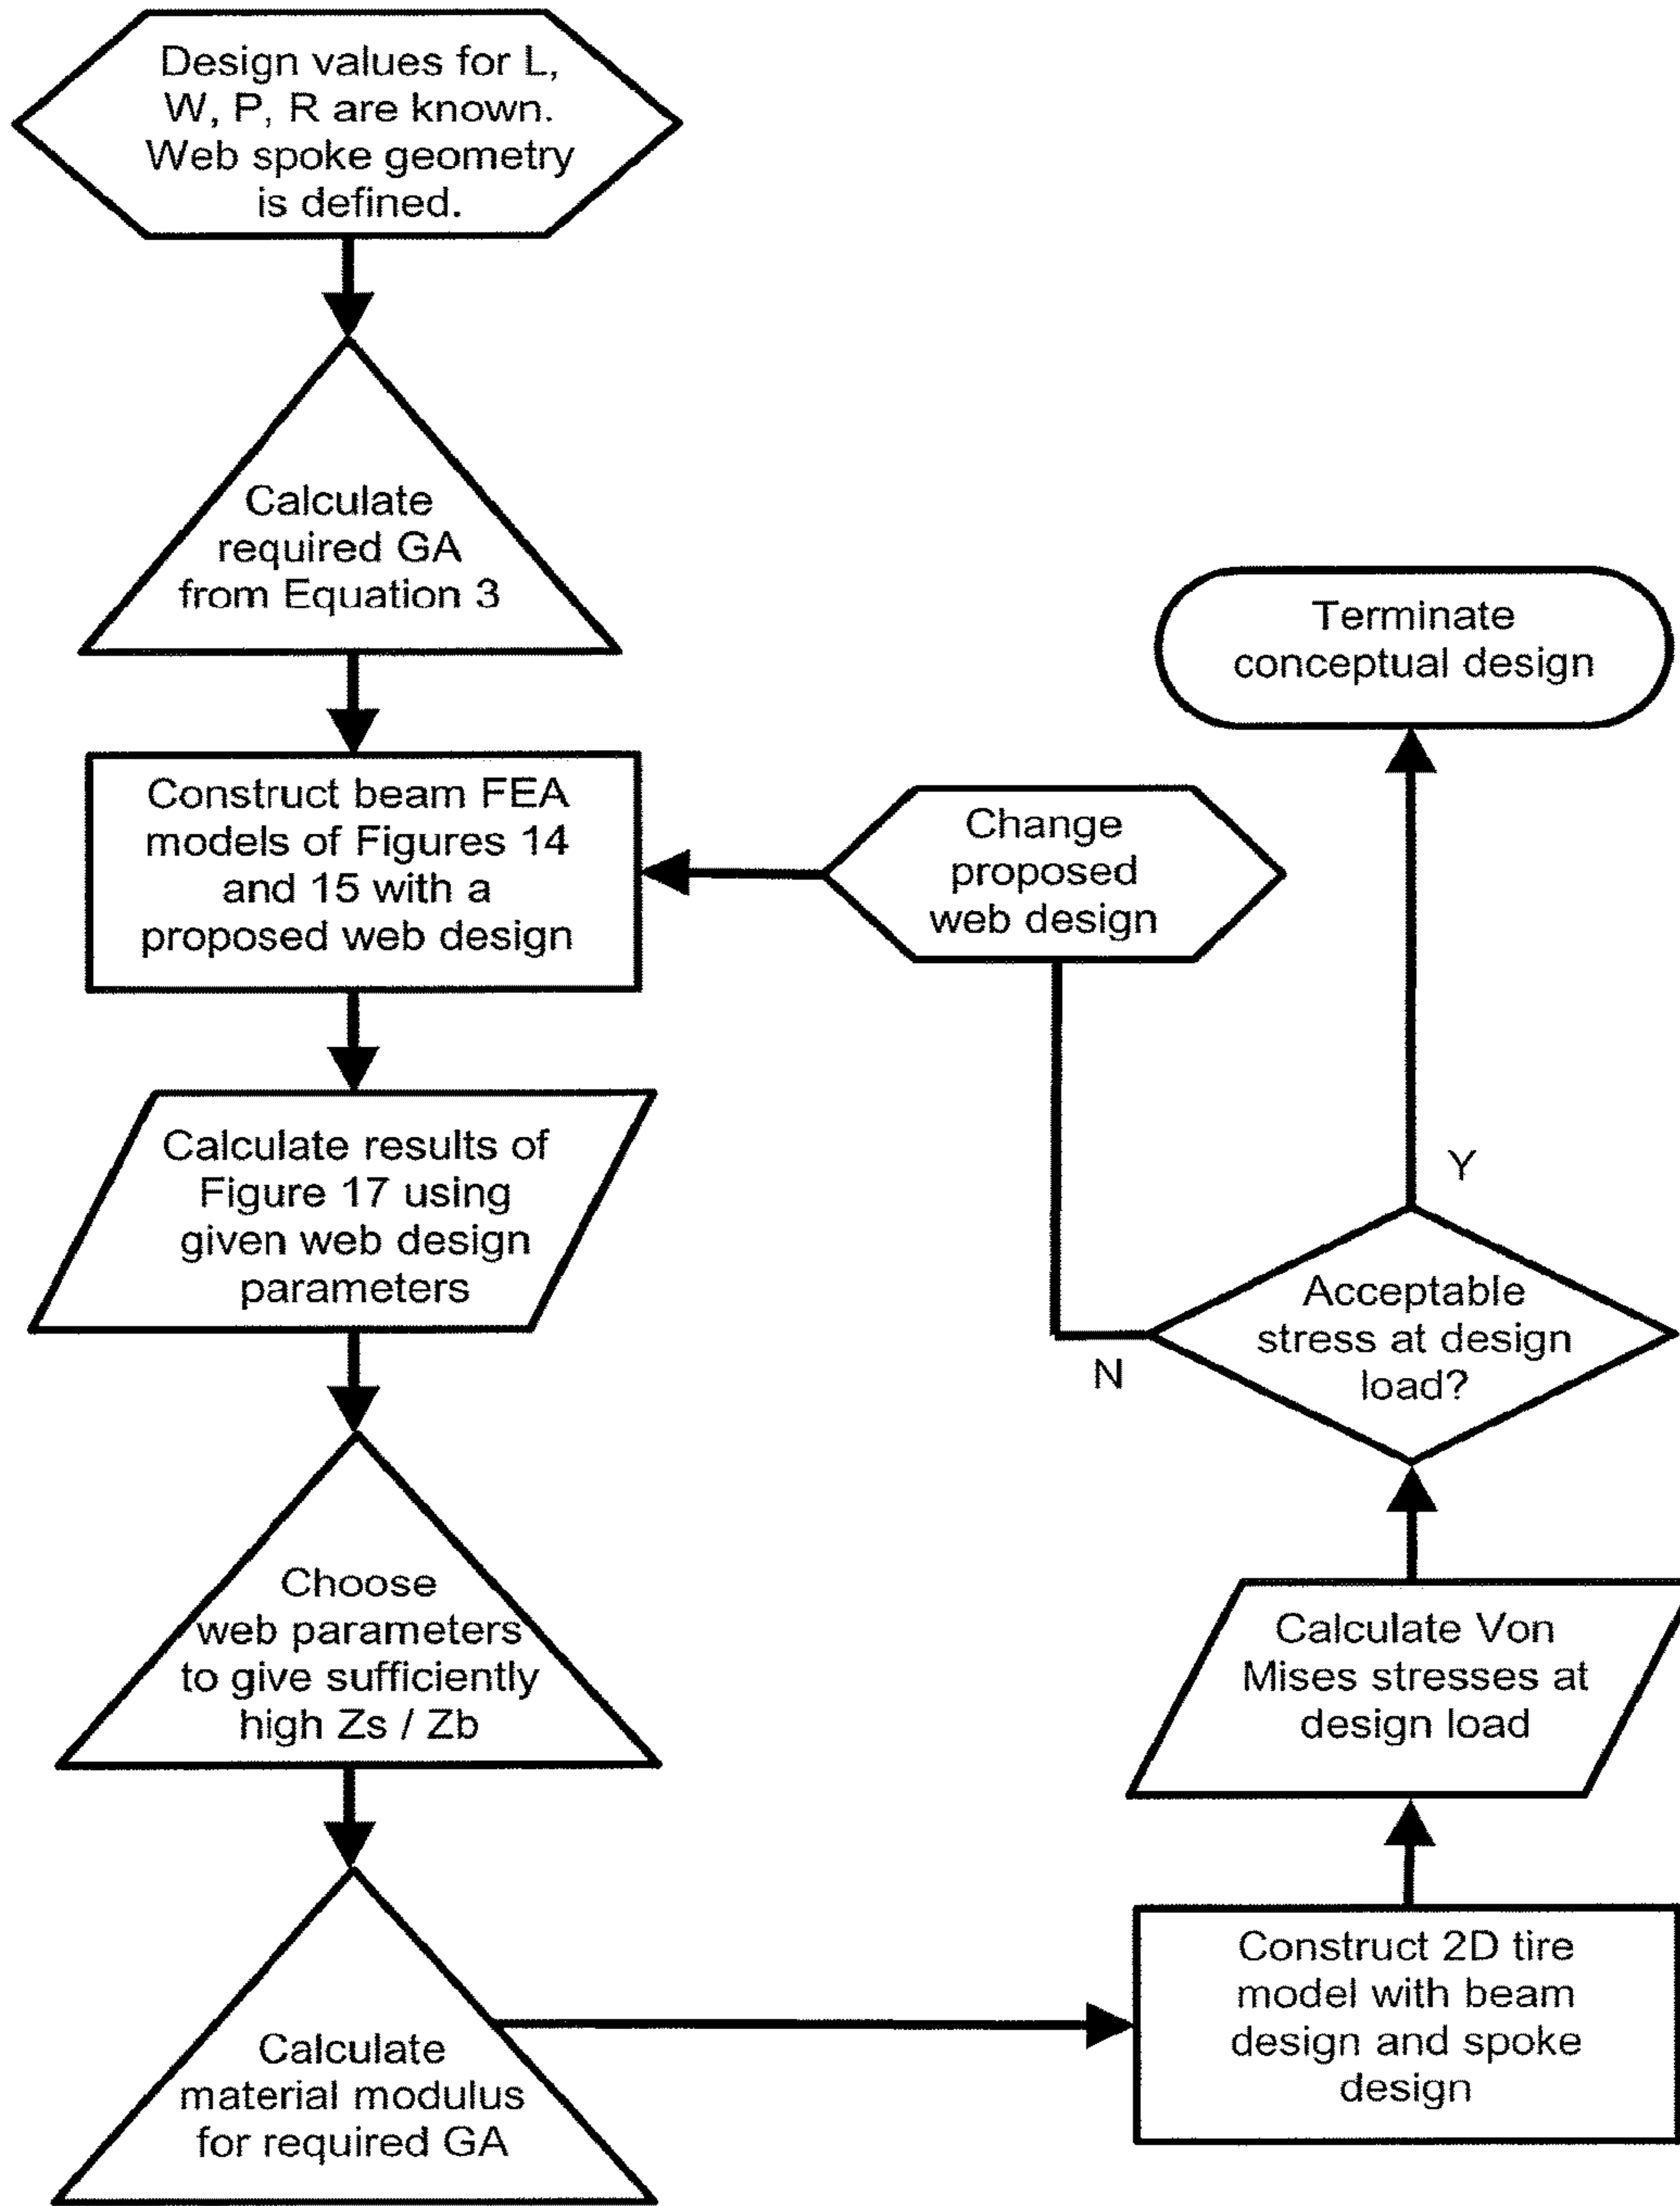 Design values for L,
W, P, R are known.
Web spoke geometry
is defined.
Calculate
required GA
from Equation 3
Construct beam FEA
models of Figures 14
and 15 with a
proposed web design
Calculate results of
Figure 17 using
given web design
parameters
Choose
web parameters
to give sufficiently
high Zs / Zb
Calculate
material modulus
for required GA
Construct 2D tire
model with beam
design and spoke
design
Calculate Von
Mises stresses at
design load
Acceptable
stress at design
load?
N
Y
Change
proposed
web design
Terminate
conceptual design